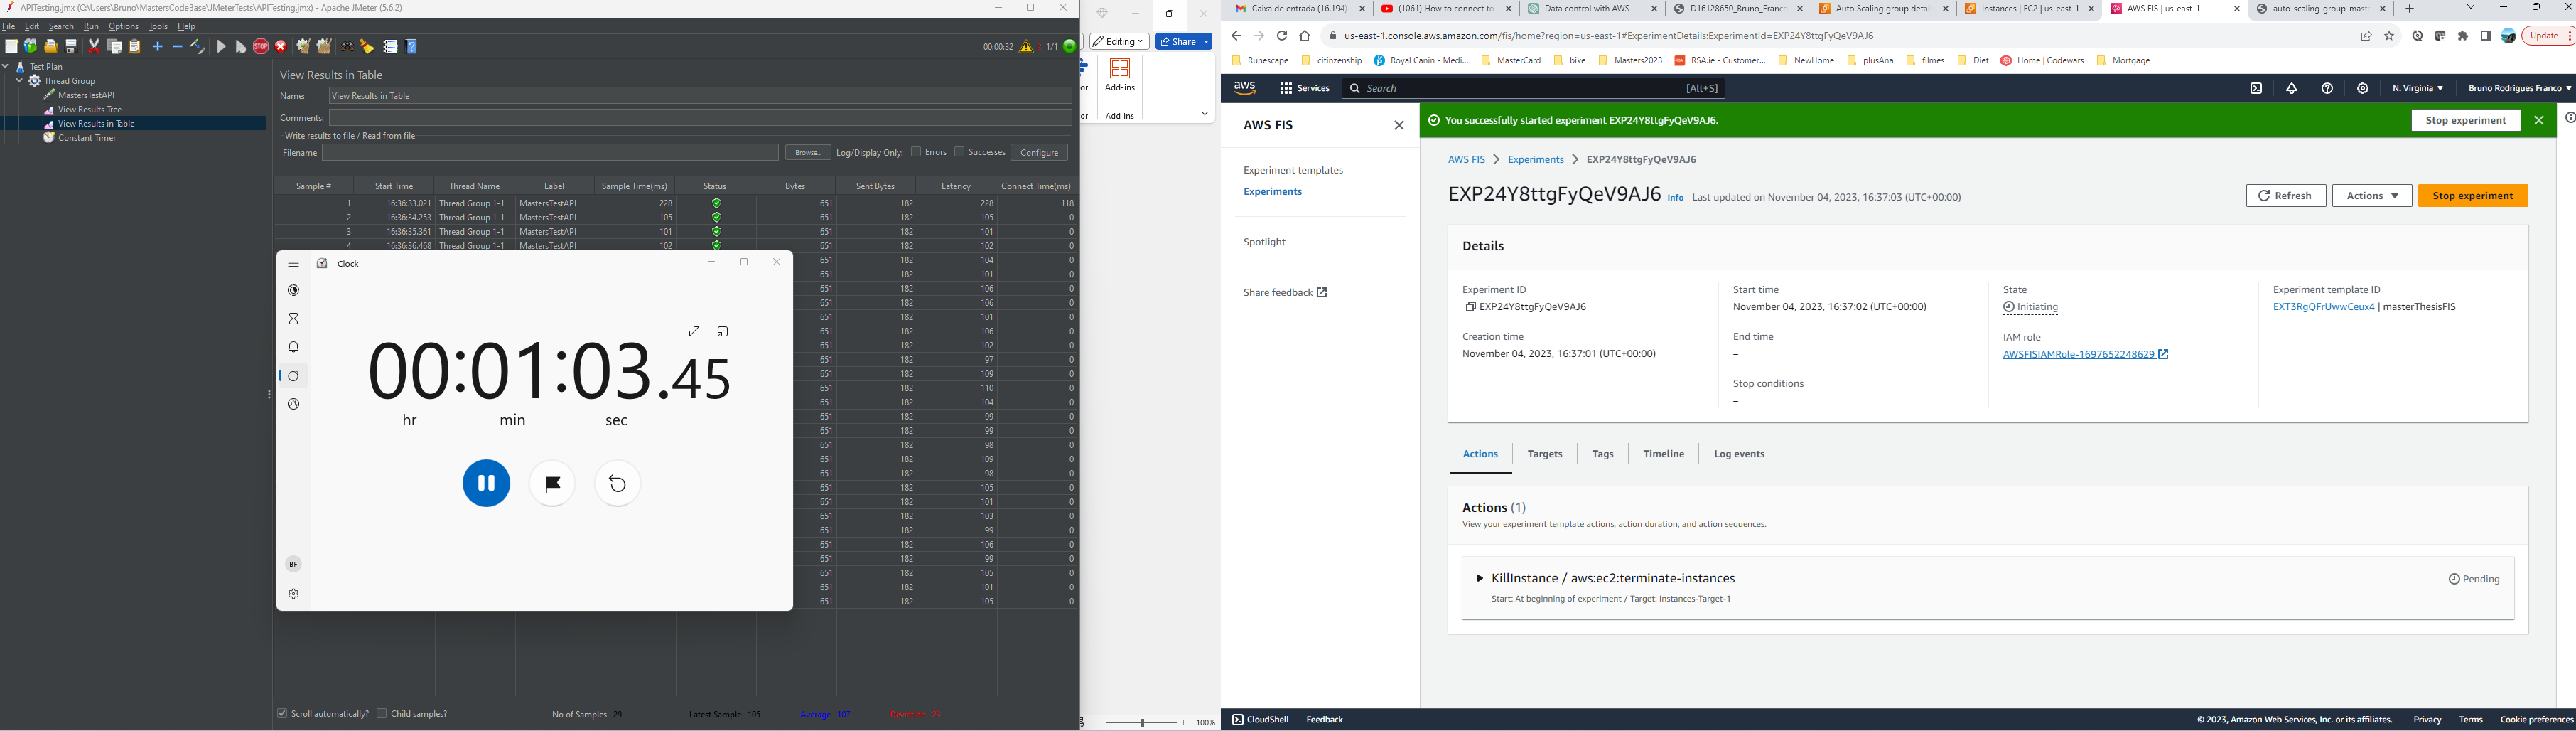 APITesting.jmx (C:\Users\Bruno\MastersCodeBase\JMeterTests\APITesting.jmx) - Apache JMeter (5.6.2)
File Edit Search Run Options Tools Help
00:00:32 2 1/1
Test Plan
Thread Group
MastersTestAPI
View Results Tree
View Results in Table
Constant Timer
View Results in Table
Name: View Results in Table
Comments:
Write results to file / Read from file
Filename Browse... Log/Display Only: Errors Successes Configure
Sample # Start Time Thread Name Label Sample Time(ms) Status Bytes Sent Bytes Latency Connect Time(ms)
1 16:36:33.021 Thread Group 1-1 MastersTestAPI 228 651 182 228 118
2 16:36:34.253 Thread Group 1-1 MastersTestAPI 105 651 182 105 0
3 16:36:35.361 Thread Group 1-1 MastersTestAPI 101 651 182 101 0
4 16:36:36.468 Thread Group 1-1 MastersTestAPI 102 651 182 102 0
651 182 104 0
651 182 101 0
651 182 106 0
651 182 106 0
651 182 101 0
651 182 106 0
651 182 102 0
651 182 97 0
651 182 109 0
651 182 110 0
651 182 104 0
651 182 99 0
651 182 99 0
651 182 98 0
651 182 109 0
651 182 98 0
651 182 105 0
651 182 101 0
651 182 103 0
651 182 99 0
651 182 106 0
651 182 99 0
651 182 105 0
651 182 101 0
651 182 105 0
Scroll automatically? Child samples? No of Samples 29 Latest Sample 105 Average 107 Deviation 23
Clock
00:01:03.45
hr min sec
BF
Editing Share
or Add-ins
or Add-ins
100%
Caixa de entrada (16.194) (1061) How to connect to Data control with AWS D16128650_Bruno_Franc Auto Scaling group detail Instances | EC2 | us-east-1 AWS FIS | us-east-1 auto-scaling-group-mast
us-east-1.console.aws.amazon.com/fis/home?region=us-east-1#ExperimentDetails:ExperimentId=EXP24Y8ttgFyQeV9AJ6 Update
Runescape citinzenship Royal Canin - Medi... MasterCard bike Masters2023 RSA.ie - Customer... NewHome plusAna filmes Diet Home | Codewars Mortgage
aws Services Search [Alt+S] N. Virginia Bruno Rodrigues Franco
AWS FIS
Experiment templates
Experiments
Spotlight
Share feedback
You successfully started experiment EXP24Y8ttgFyQeV9AJ6. Stop experiment
AWS FIS Experiments EXP24Y8ttgFyQeV9AJ6
EXP24Y8ttgFyQeV9AJ6 Info Last updated on November 04, 2023, 16:37:03 (UTC+00:00) Refresh Actions Stop experiment
Details
Experiment ID
EXP24Y8ttgFyQeV9AJ6
Creation time
November 04, 2023, 16:37:01 (UTC+00:00)
Start time
November 04, 2023, 16:37:02 (UTC+00:00)
End time
–
Stop conditions
–
State
Initiating
IAM role
AWSFISIAMRole-1697652248629
Experiment template ID
EXT3RgQFrUwwCeux4 | masterThesisFIS
Actions Targets Tags Timeline Log events
Actions (1)
View your experiment template actions, action duration, and action sequences.
KillInstance / aws:ec2:terminate-instances Pending
Start: At beginning of experiment / Target: Instances-Target-1
CloudShell Feedback © 2023, Amazon Web Services, Inc. or its affiliates. Privacy Terms Cookie preferences